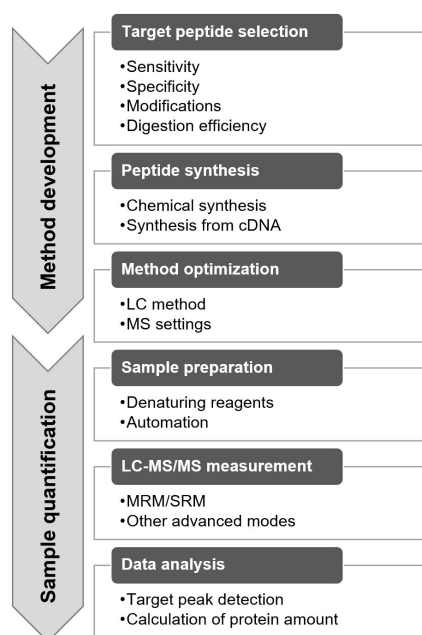 Method development
Target peptide selection
•Sensitivity
•Specificity
•Modifications
•Digestion efficiency
Peptide synthesis
•Chemical synthesis
•Synthesis from cDNA
Method optimization
•LC method
•MS settings
Sample quantification
Sample preparation
•Denaturing reagents
•Automation
LC-MS/MS measurement
•MRM/SRM
•Other advanced modes
Data analysis
•Target peak detection
•Calculation of protein amount